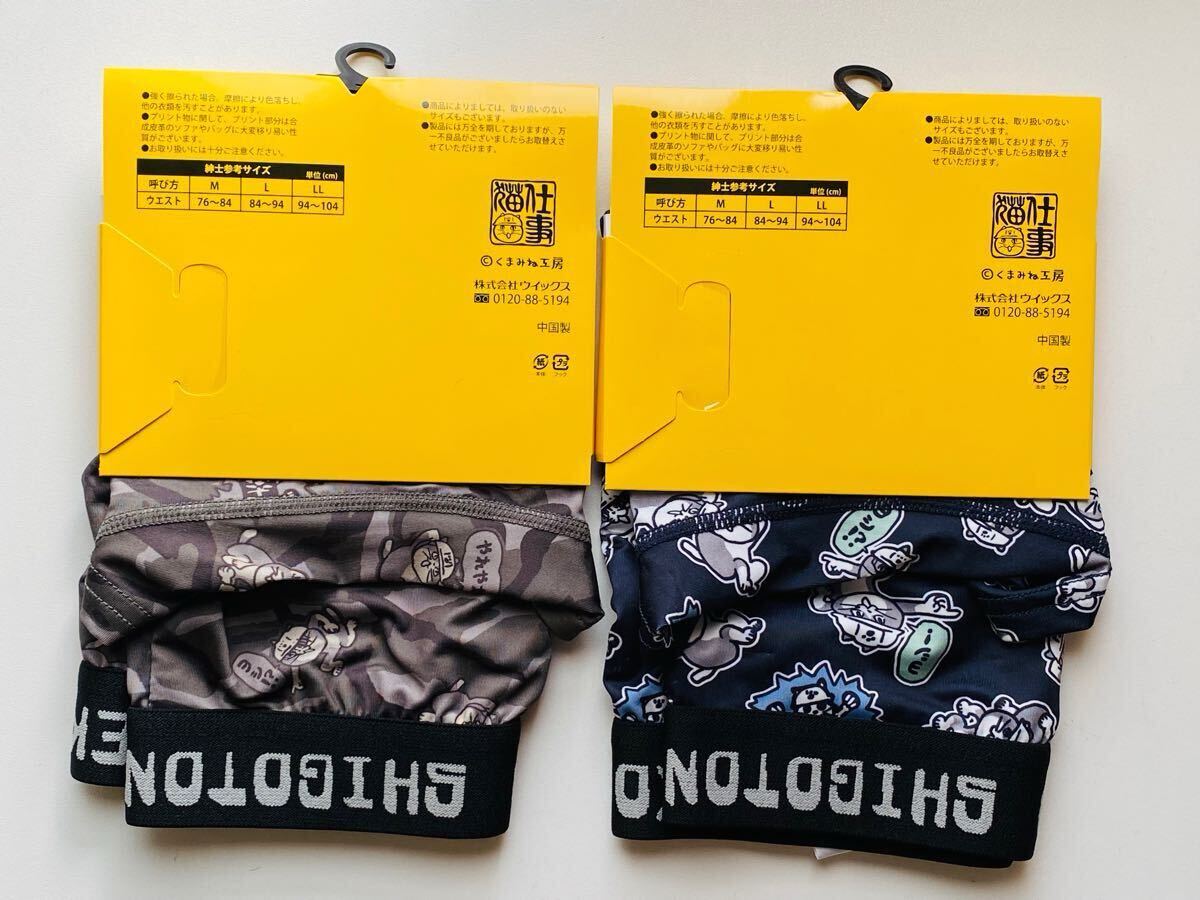 ●強く擦られた場合、摩擦により色落ちし、
他の衣類を汚すことがあります。
●プリント物に関して、プリント部分は合
成皮革のソファやバッグに大変移り易い性
質がございます。
●お取り扱いには十分ご注意ください。
●商品によりましては、取り扱いのない
サイズもございます。
●製品には万全を期しておりますが、万
一不良品がございましたらお取替えさ
せていただけます。
紳士参考サイズ 単位(cm)
呼び方 M L LL
ウエスト 76〜84 84〜94 94〜104
仕事猫
©くまみね工房
株式会社ウイックス
0120-88-5194
中国製
紙 プラ
本体 フック
●強く擦られた場合、摩擦により色落ちし、
他の衣類を汚すことがあります。
●プリント物に関して、プリント部分は合
成皮革のソファやバッグに大変移り易い性
質がございます。
●お取り扱いには十分ご注意ください。
●商品によりましては、取り扱いのない
サイズもございます。
●製品には万全を期しておりますが、万
一不良品がございましたらお取替えさ
せていただけます。
紳士参考サイズ 単位(cm)
呼び方 M L LL
ウエスト 76〜84 84〜94 94〜104
仕事猫
©くまみね工房
株式会社ウイックス
0120-88-5194
中国製
紙 プラ
本体 フック
SHIGOTON
SHIGOTON